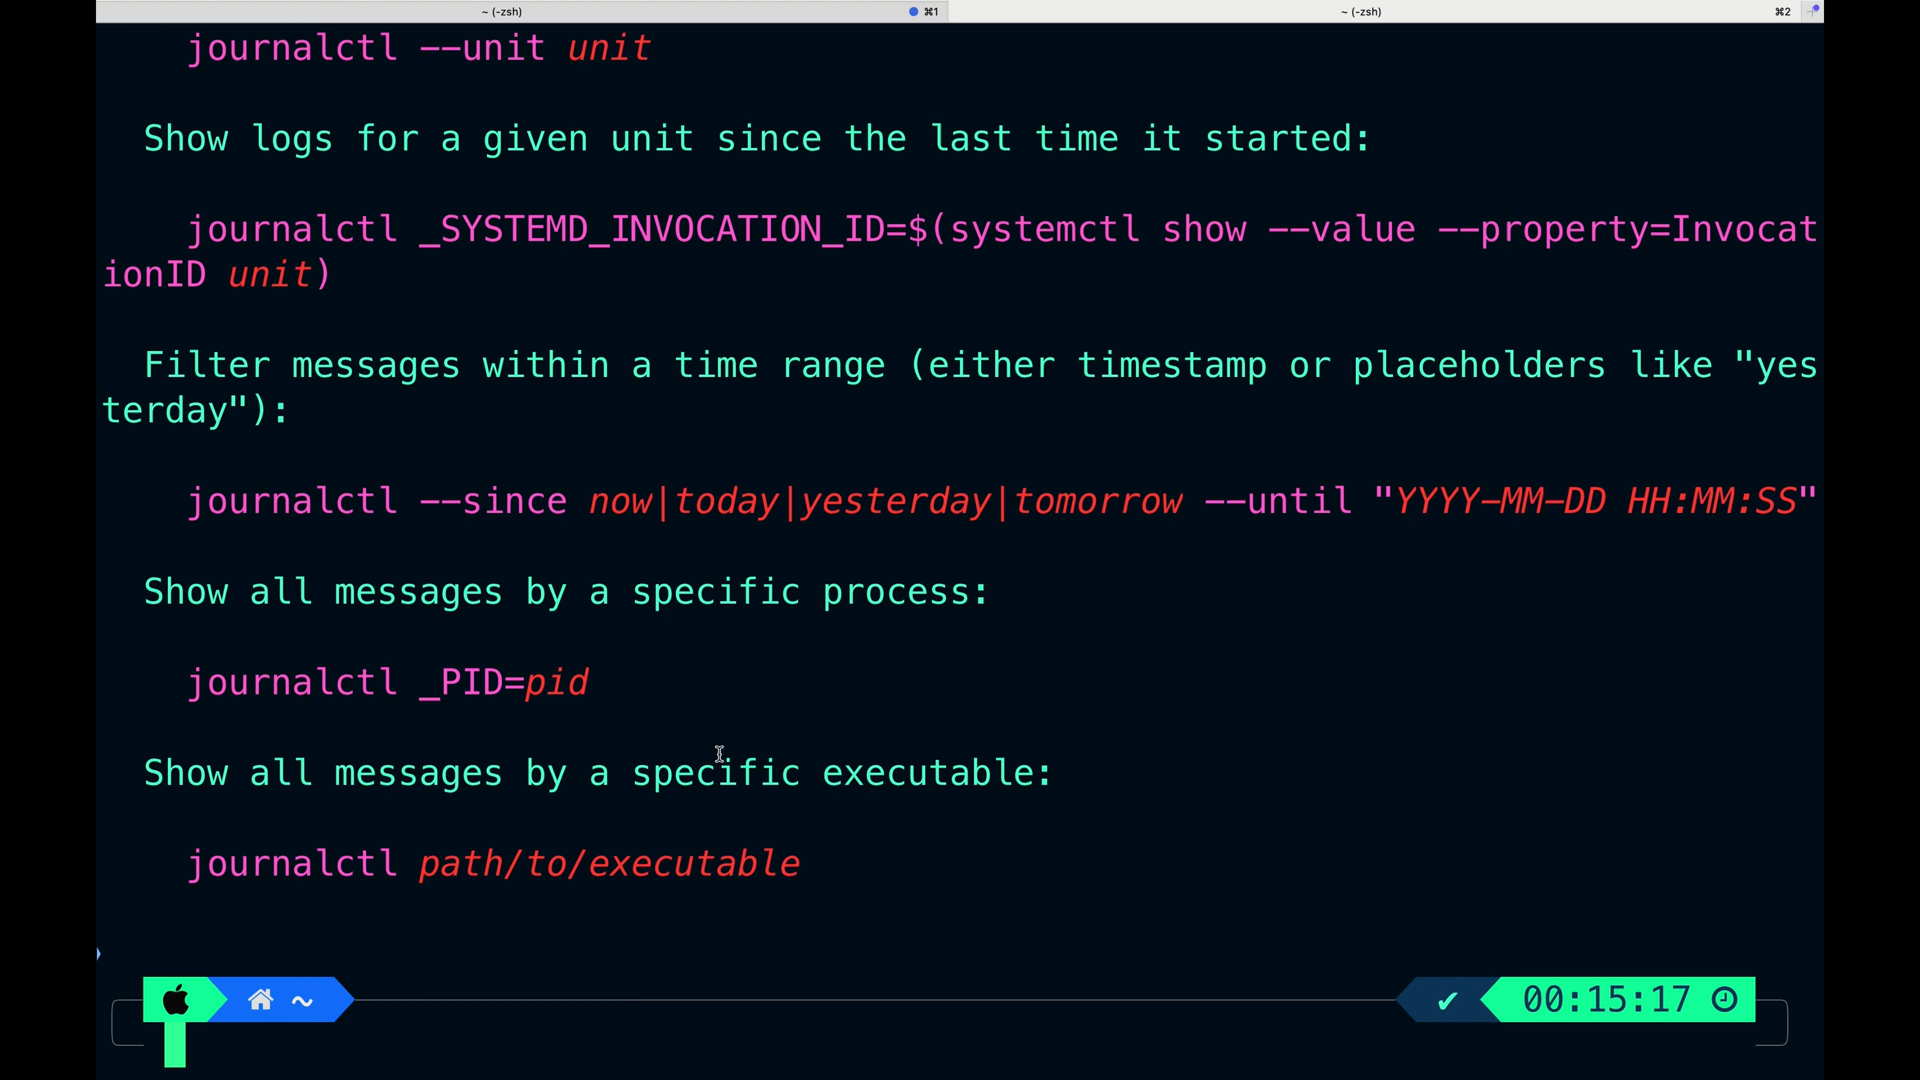 ~ (-zsh) ⌘1 ~ (-zsh) ⌘2
journalctl --unit unit
Show logs for a given unit since the last time it started:
journalctl _SYSTEMD_INVOCATION_ID=$(systemctl show --value --property=Invocat
ionID unit)
Filter messages within a time range (either timestamp or placeholders like "yes
terday"):
journalctl --since now|today|yesterday|tomorrow --until "YYYY-MM-DD HH:MM:SS"
Show all messages by a specific process:
journalctl _PID=pid
Show all messages by a specific executable:
journalctl path/to/executable
~ ✔ 00:15:17